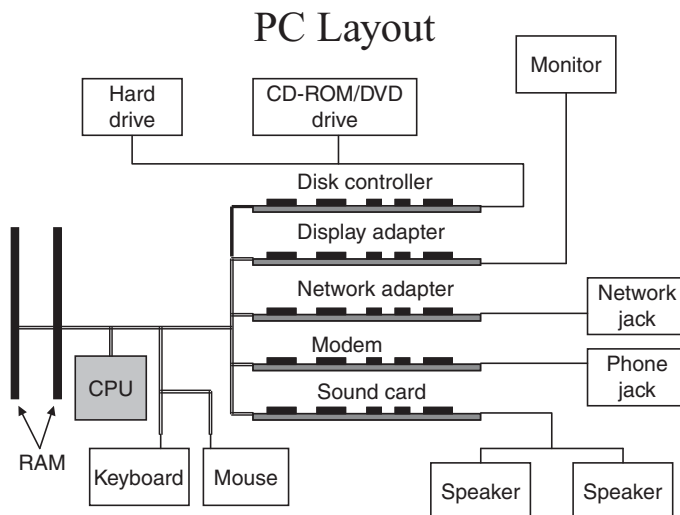 PC Layout
Monitor
Hard
drive
CD-ROM/DVD
drive
Disk controller
Display adapter
Network adapter
Network
jack
Modem
Phone
jack
CPU
Sound card
RAM
Keyboard
Mouse
Speaker
Speaker